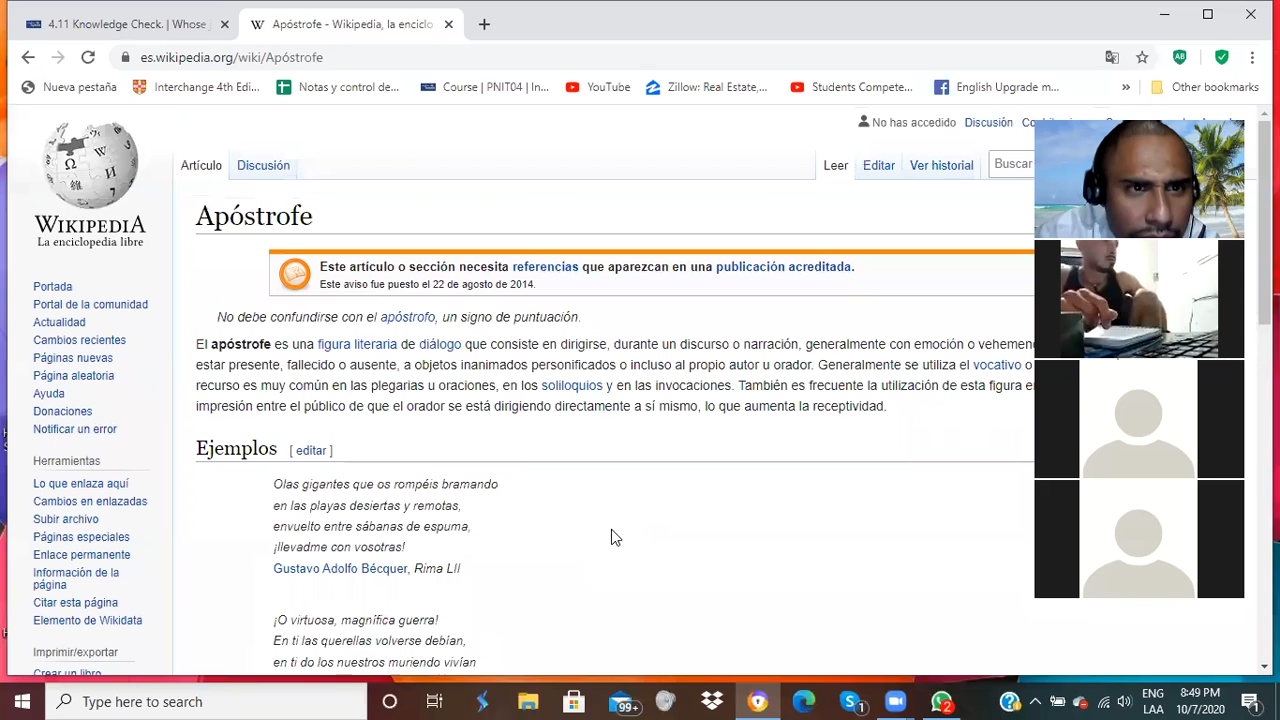 4.11 Knowledge Check. | Whose j
Apóstrofe - Wikipedia, la enciclo
es.wikipedia.org/wiki/Apóstrofe
Nueva pestaña
Interchange 4th Edi...
Notas y control de...
Course | PNIT04 | In...
YouTube
Zillow: Real Estate,...
Students Compete...
English Upgrade m...
»
Other bookmarks
No has accedido
Discusión
WIKIPEDIA
La enciclopedia libre
Artículo
Discusión
Leer
Editar
Ver historial
Buscar
Apóstrofe
Este artículo o sección necesita referencias que aparezcan en una publicación acreditada.
Este aviso fue puesto el 22 de agosto de 2014.
No debe confundirse con el apóstrofo, un signo de puntuación.
El apóstrofe es una figura literaria de diálogo que consiste en dirigirse, durante un discurso o narración, generalmente con emoción o veheme
estar presente, fallecido o ausente, a objetos inanimados personificados o incluso al propio autor u orador. Generalmente se utiliza el vocativo o
recurso es muy común en las plegarias u oraciones, en los soliloquios y en las invocaciones. También es frecuente la utilización de esta figura en
impresión entre el público de que el orador se está dirigiendo directamente a sí mismo, lo que aumenta la receptividad.
Ejemplos [ editar ]
Olas gigantes que os rompéis bramando
en las playas desiertas y remotas,
envuelto entre sábanas de espuma,
¡llevadme con vosotras!
Gustavo Adolfo Bécquer, Rima LII
¡O virtuosa, magnífica guerra!
En ti las querellas volverse debían,
en ti do los nuestros muriendo vivían
Portada
Portal de la comunidad
Actualidad
Cambios recientes
Páginas nuevas
Página aleatoria
Ayuda
Donaciones
Notificar un error
Herramientas
Lo que enlaza aquí
Cambios en enlazadas
Subir archivo
Páginas especiales
Enlace permanente
Información de la
página
Citar esta página
Elemento de Wikidata
Imprimir/exportar
Crear un libro
Type here to search
99+
1
2
ENG
LAA
8:49 PM
10/7/2020
1